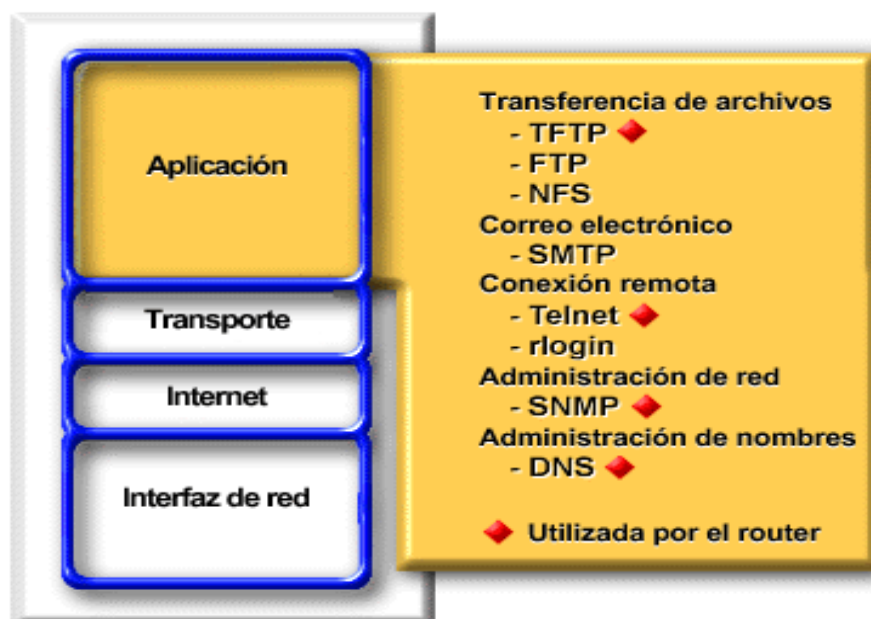 Aplicación
Transporte
Internet
Interfaz de red
Transferencia de archivos
- TFTP
- FTP
- NFS
Correo electrónico
- SMTP
Conexión remota
- Telnet
- rlogin
Administración de red
- SNMP
Administración de nombres
- DNS
Utilizada por el router